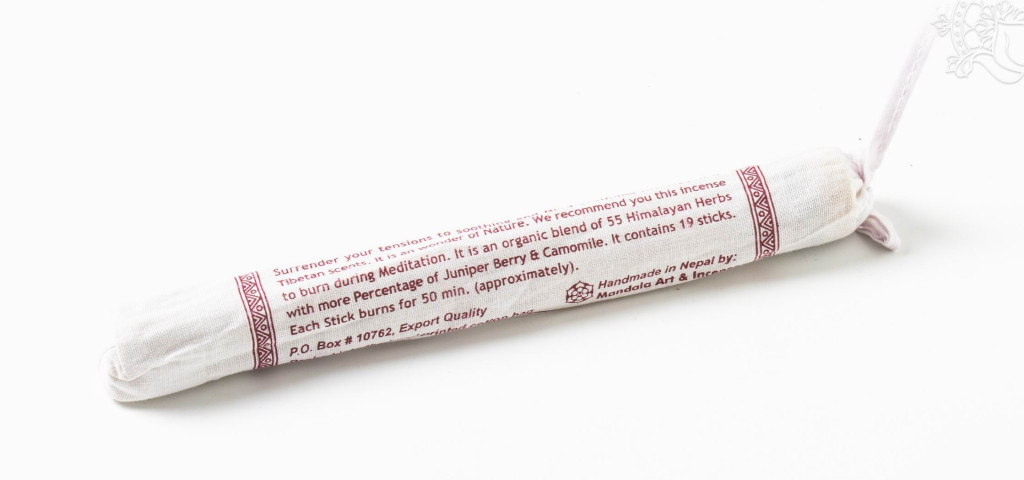 Surrender your tensions to soothing and
Tibetan scents. It is an wonder of Nature. We recommend you this incense
to burn during Meditation. It is an organic blend of 55 Himalayan Herbs
with more Percentage of Juniper Berry & Camomile. It contains 19 sticks.
Each Stick burns for 50 min. (approximately).
Handmade in Nepal by:
Mandala Art &
P.O. Box # 10762, Export Quality